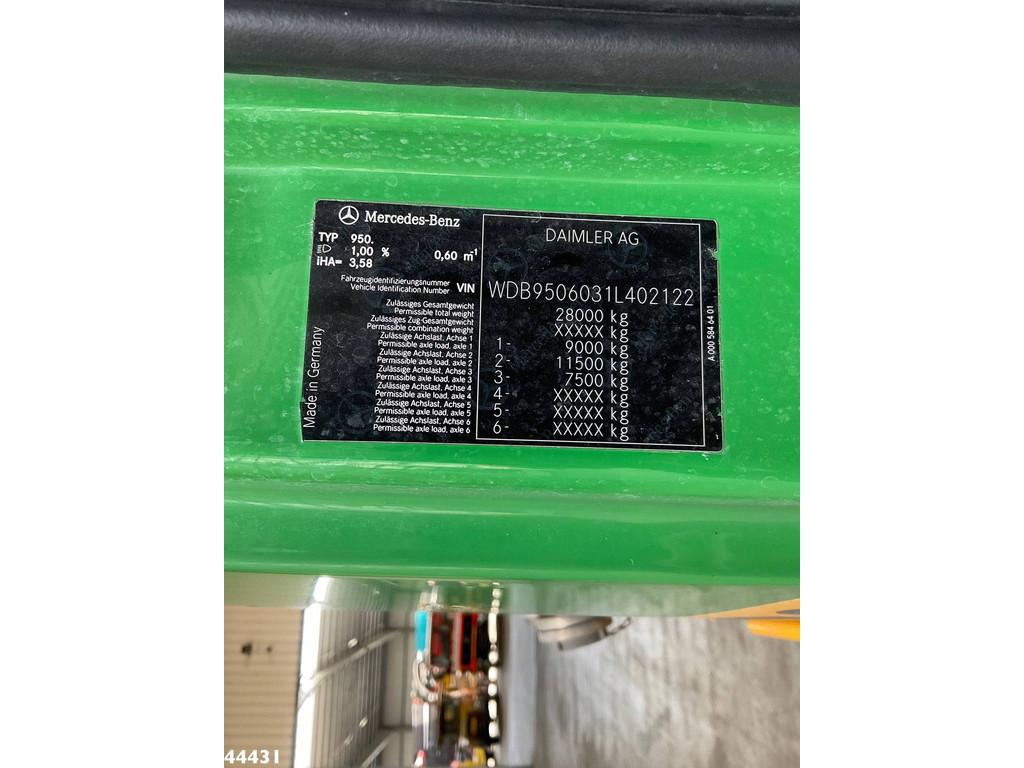 Mercedes-Benz
TYP 950.
1,00 % 0,60 m⁻¹
iHA= 3,58
DAIMLER AG
Fahrzeugidentifizierungsnummer
Vehicle Identification Number VIN WDB9506031L402122
Zulässiges Gesamtgewicht
Permissible total weight 28000 kg
Zulässiges Zug-Gesamtgewicht
Permissible combination weight XXXXX kg
Zulässige Achslast, Achse 1
Permissible axle load, axle 1 1- 9000 kg
Zulässige Achslast, Achse 2
Permissible axle load, axle 2 2- 11500 kg
Zulässige Achslast, Achse 3
Permissible axle load, axle 3 3- 7500 kg
Zulässige Achslast, Achse 4
Permissible axle load, axle 4 4- XXXXX kg
Zulässige Achslast, Achse 5
Permissible axle load, axle 5 5- XXXXX kg
Zulässige Achslast, Achse 6
Permissible axle load, axle 6 6- XXXXX kg
Made in Germany
A 000 584 64 01
44431